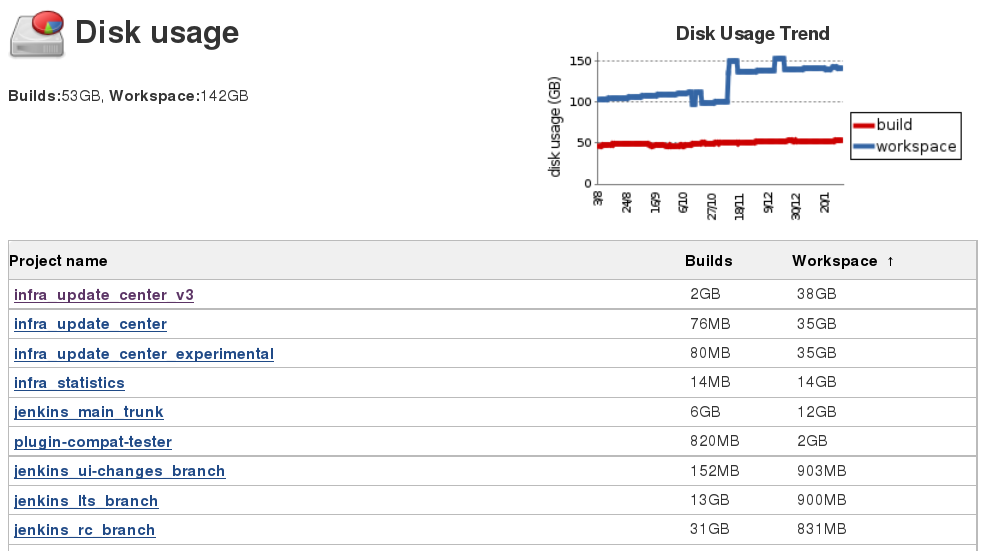 Disk usage
Builds:53GB, Workspace:142GB
Disk Usage Trend
disk usage (GB)
150
100
50
0
3/8 24/8 16/9 6/10 27/10 18/11 9/12 30/12 20/1
build
workspace
Project name Builds Workspace ↑
infra_update_center_v3 2GB 38GB
infra_update_center 76MB 35GB
infra_update_center_experimental 80MB 35GB
infra_statistics 14MB 14GB
jenkins_main_trunk 6GB 12GB
plugin-compat-tester 820MB 2GB
jenkins_ui-changes_branch 152MB 903MB
jenkins_lts_branch 13GB 900MB
jenkins_rc_branch 31GB 831MB